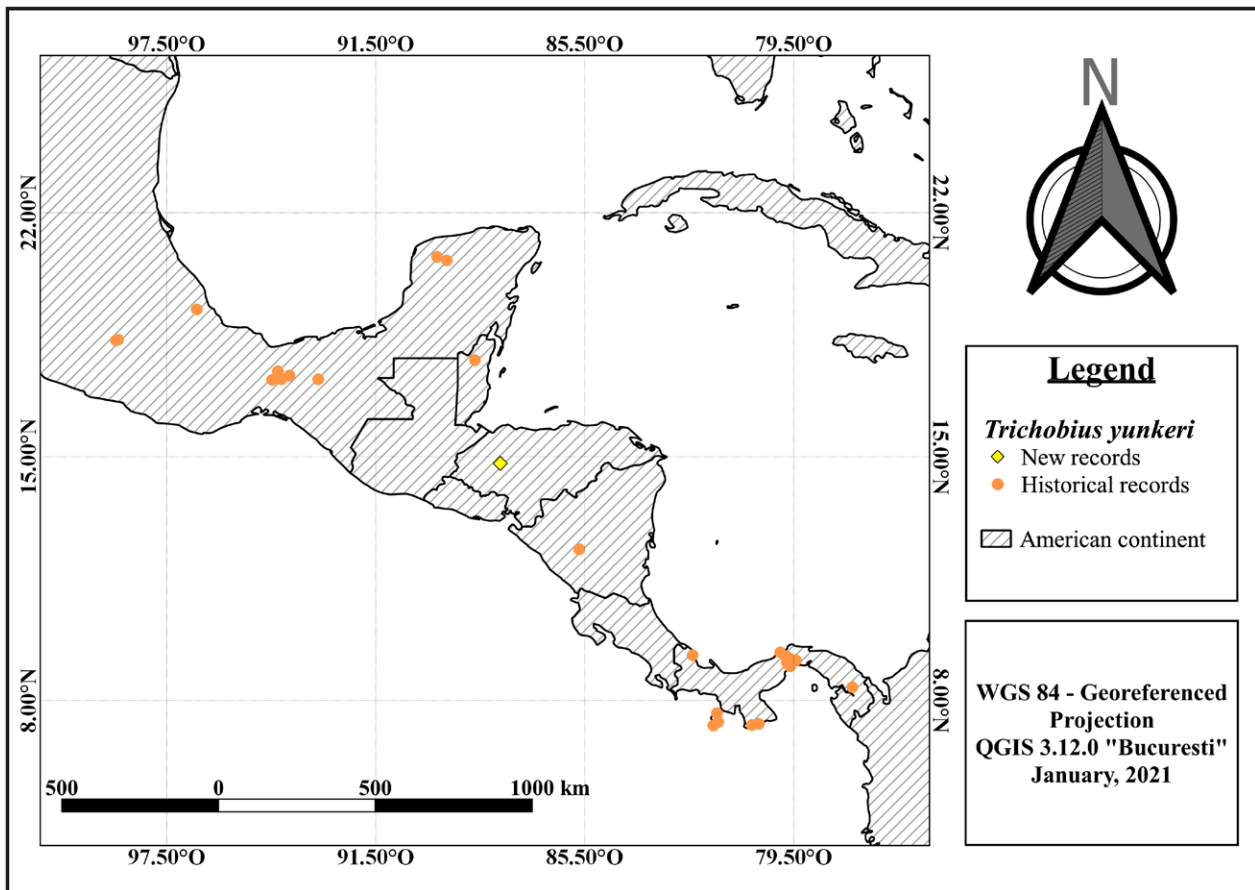 97.50°O 91.50°O 85.50°O 79.50°O
22.00°N
15.00°N
8.00°N
22.00°N
15.00°N
8.00°N
500 0 500 1000 km
97.50°O 91.50°O 85.50°O 79.50°O
N
Legend
Trichobius yunkeri
New records
Historical records
American continent
WGS 84 - Georeferenced
Projection
QGIS 3.12.0 "Bucuresti"
January, 2021